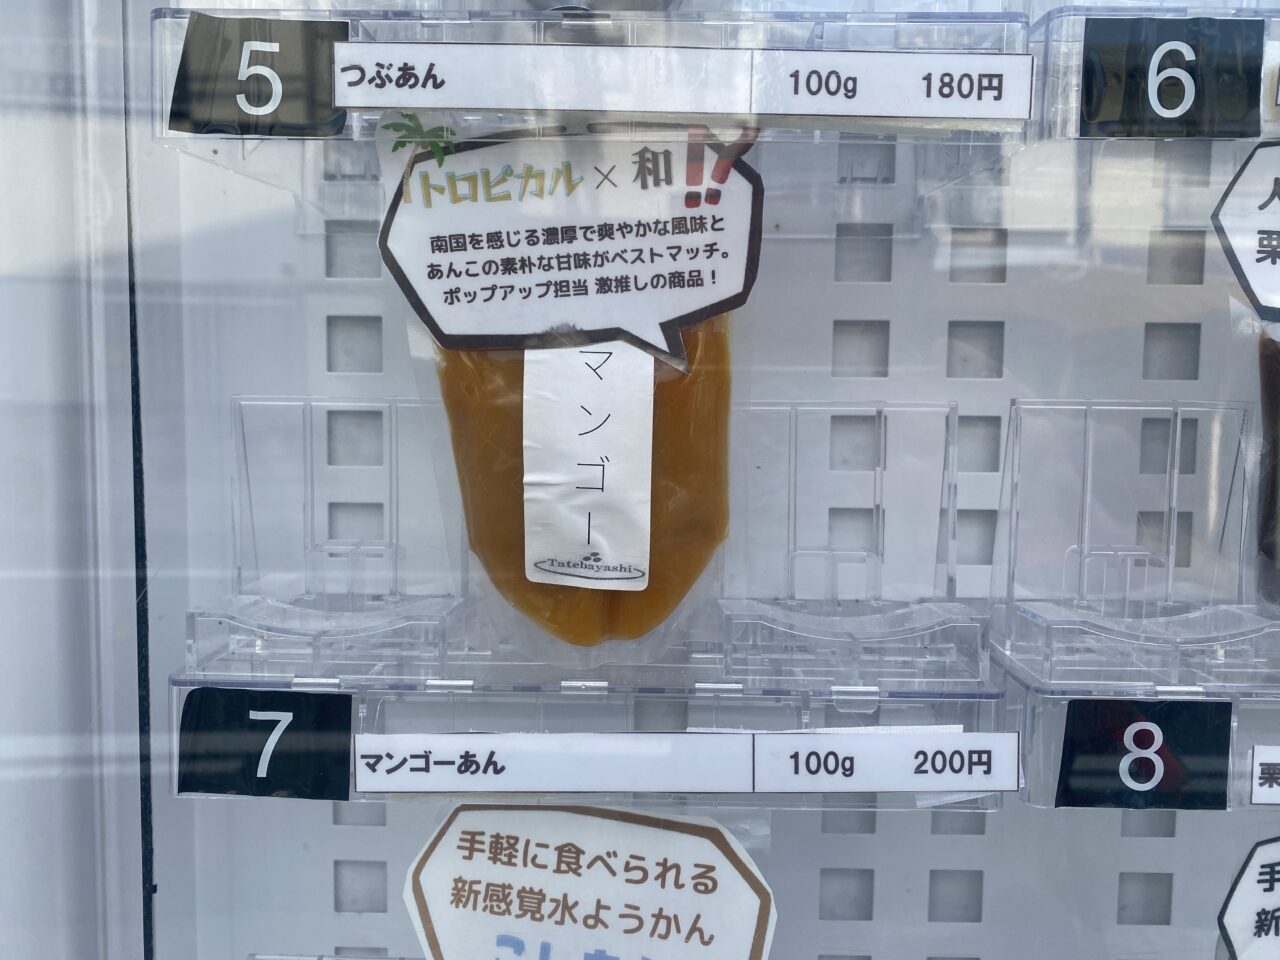 5
つぶあん 100g 180円
6
トロピカル×和!?
南国を感じる濃厚で爽やかな風味と
あんこの素朴な甘味がベストマッチ。
ポップアップ担当 激推しの商品!
マンゴー
Tatebayashi
7
マンゴーあん 100g 200円
8
栗
手軽に食べられる
新感覚水ようかん
手
新